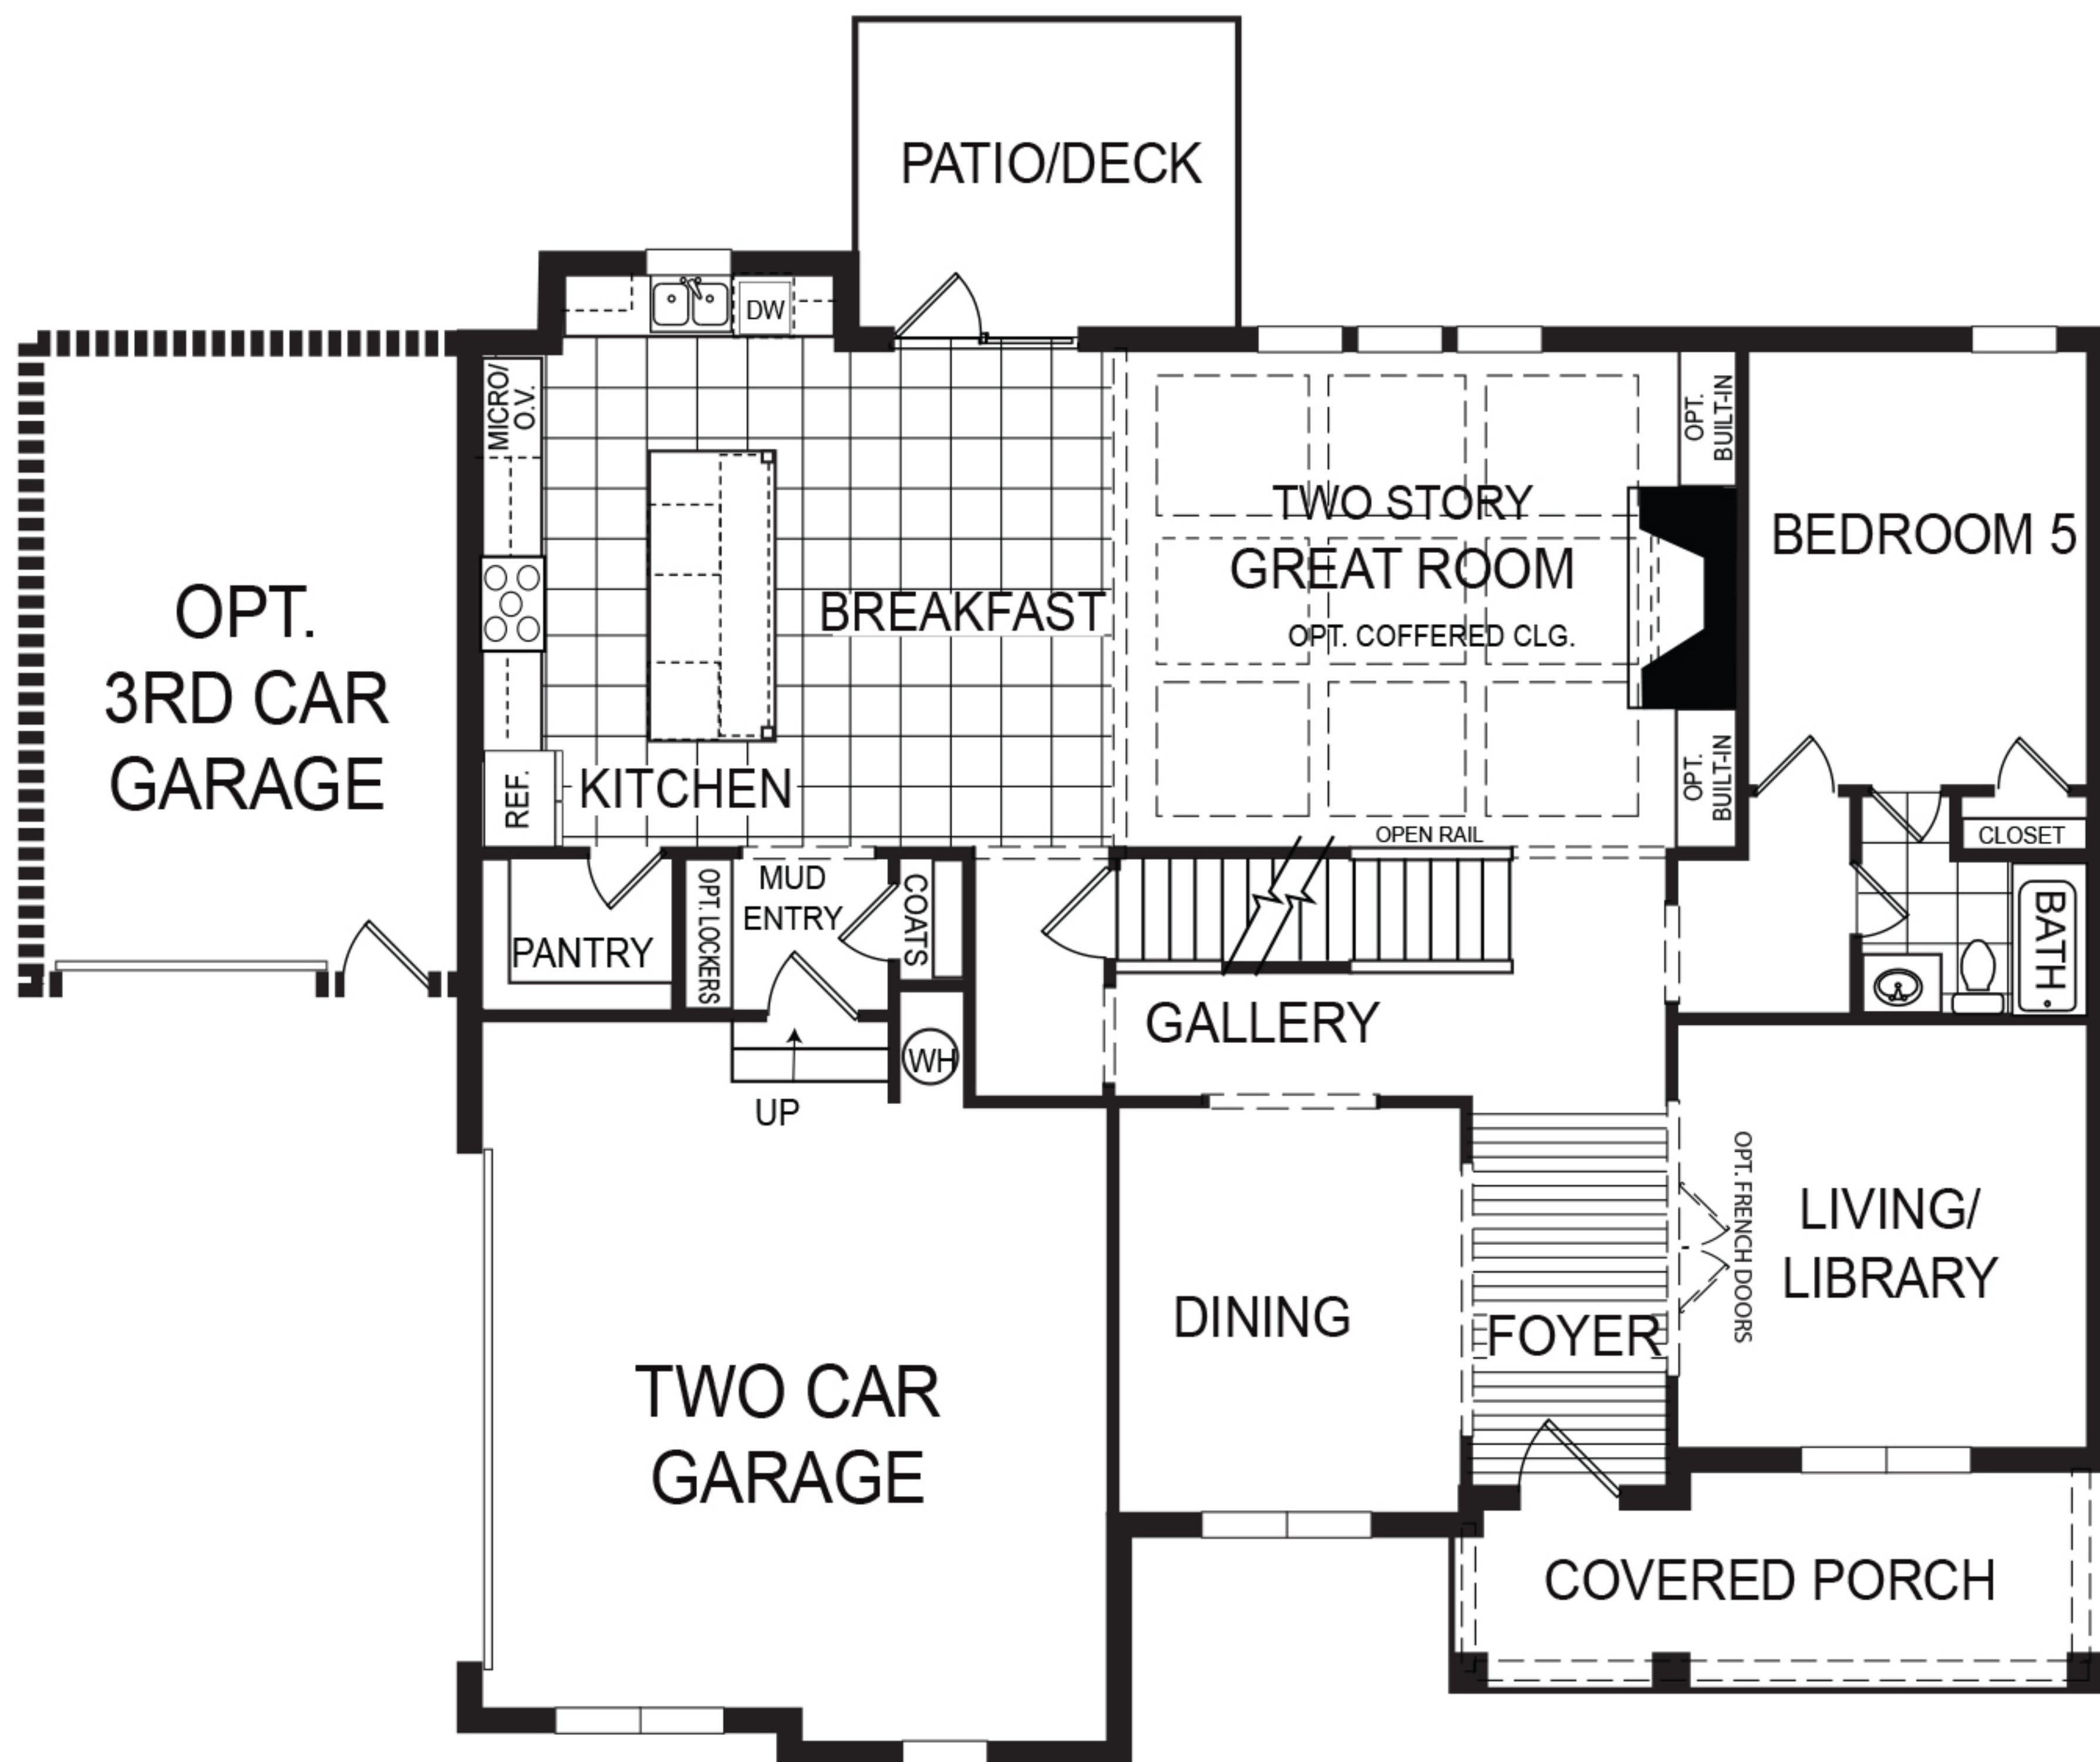 PATIO/DECK
DW
MICRO/
O.V.
OPT.
BUILT-IN
TWO STORY
GREAT ROOM
OPT. COFFERED CLG.
BEDROOM 5
OPT.
3RD CAR
GARAGE
BREAKFAST
KITCHEN
REF.
OPT.
BUILT-IN
OPEN RAIL
CLOSET
PANTRY
OPT. LOCKERS
MUD
ENTRY
COATS
BATH
GALLERY
WH
UP
OPT. FRENCH DOORS
LIVING/
LIBRARY
DINING
FOYER
TWO CAR
GARAGE
COVERED PORCH